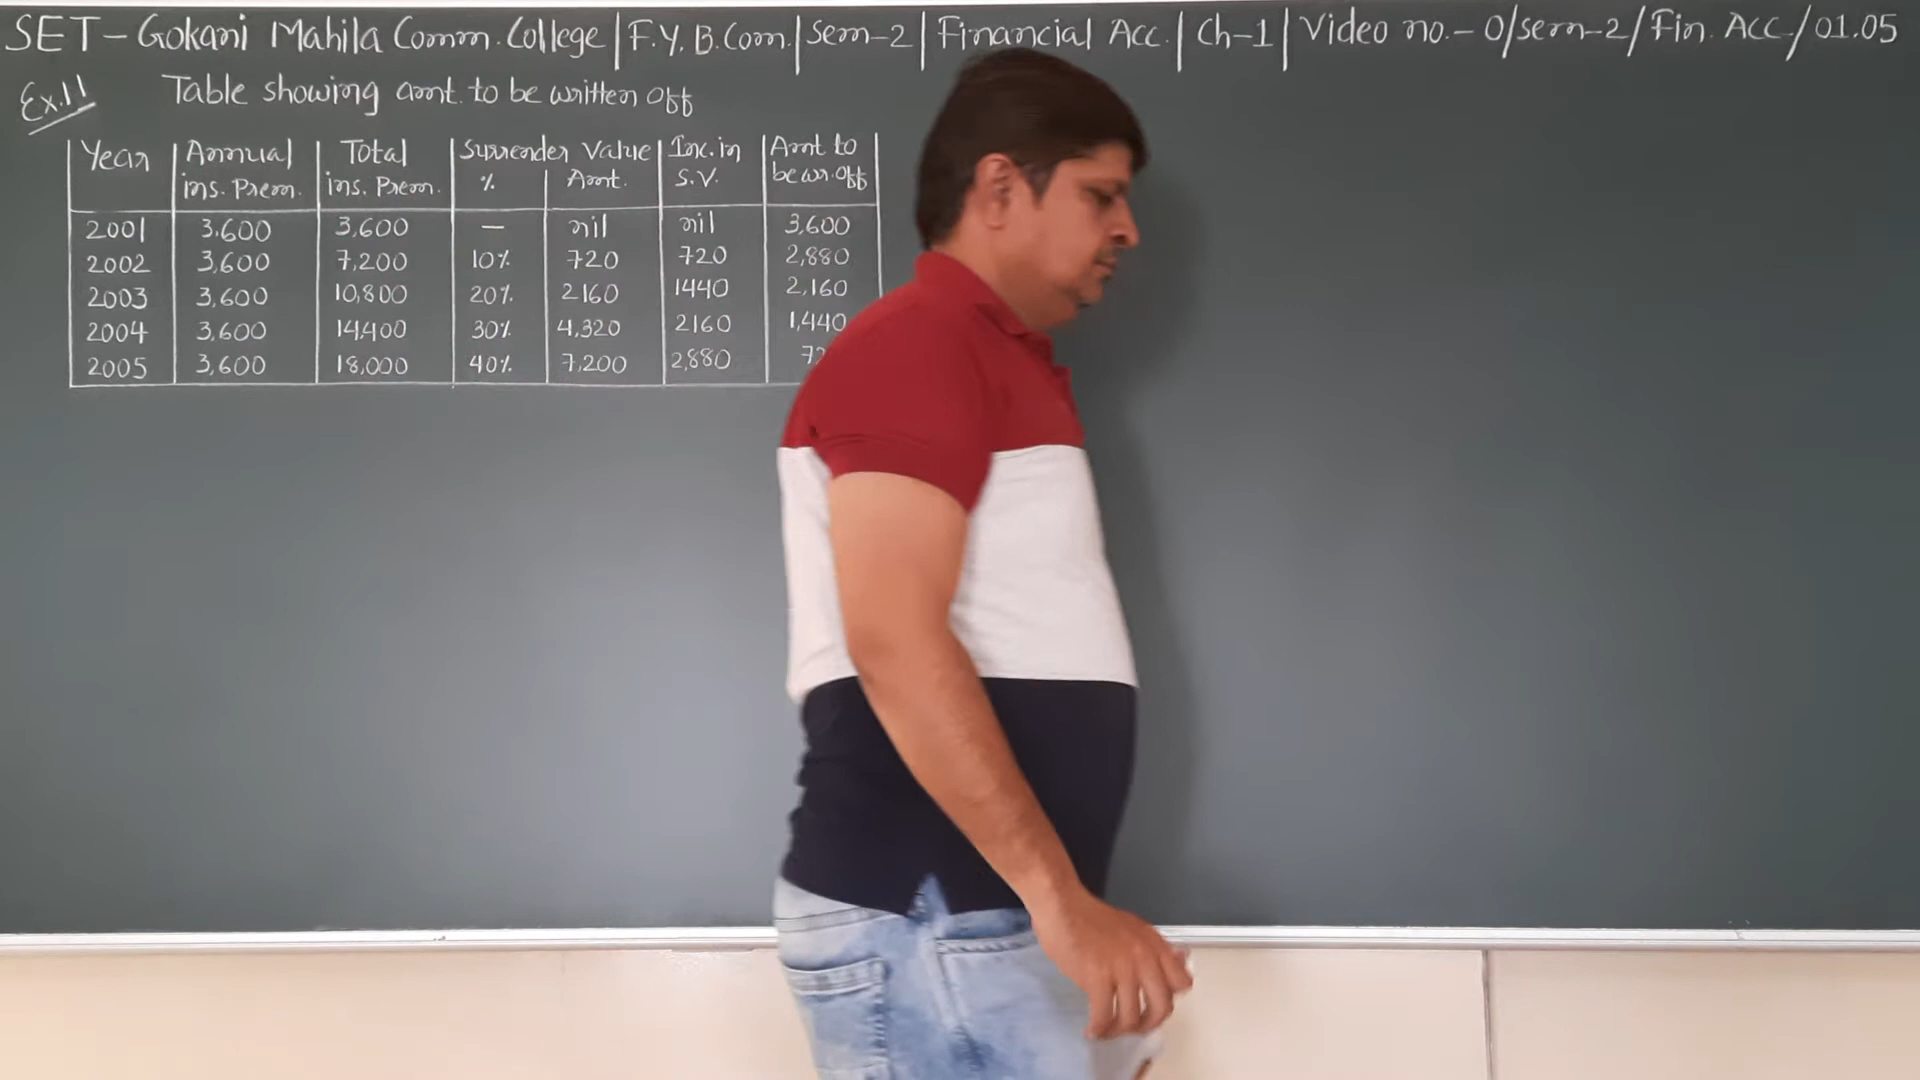 SET - Gokani Mahila Comm. College | F.Y. B.Com. | Sem-2 | Financial Acc. | Ch-1 | Video no. - 0/sem-2/Fin. Acc/01.05
Ex.11 Table showing amt. to be written off
Year | Annual ins. Prem. | Total ins. Prem. | Surrender Value % | Amt. | Inc. in S.V. | Amt to be wr. off
2001 | 3,600 | 3,600 | — | nil | nil | 3,600
2002 | 3,600 | 7,200 | 10% | 720 | 720 | 2,880
2003 | 3,600 | 10,800 | 20% | 2160 | 1440 | 2,160
2004 | 3,600 | 14,400 | 30% | 4,320 | 2160 | 1,440
2005 | 3,600 | 18,000 | 40% | 7,200 | 2,880